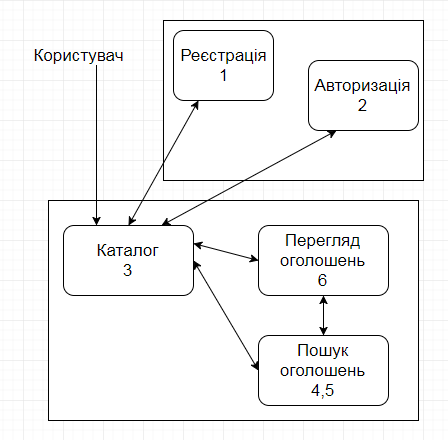 Користувач
Реєстрація
1
Авторизація
2
Каталог
3
Перегляд
оголошень
6
Пошук
оголошень
4,5